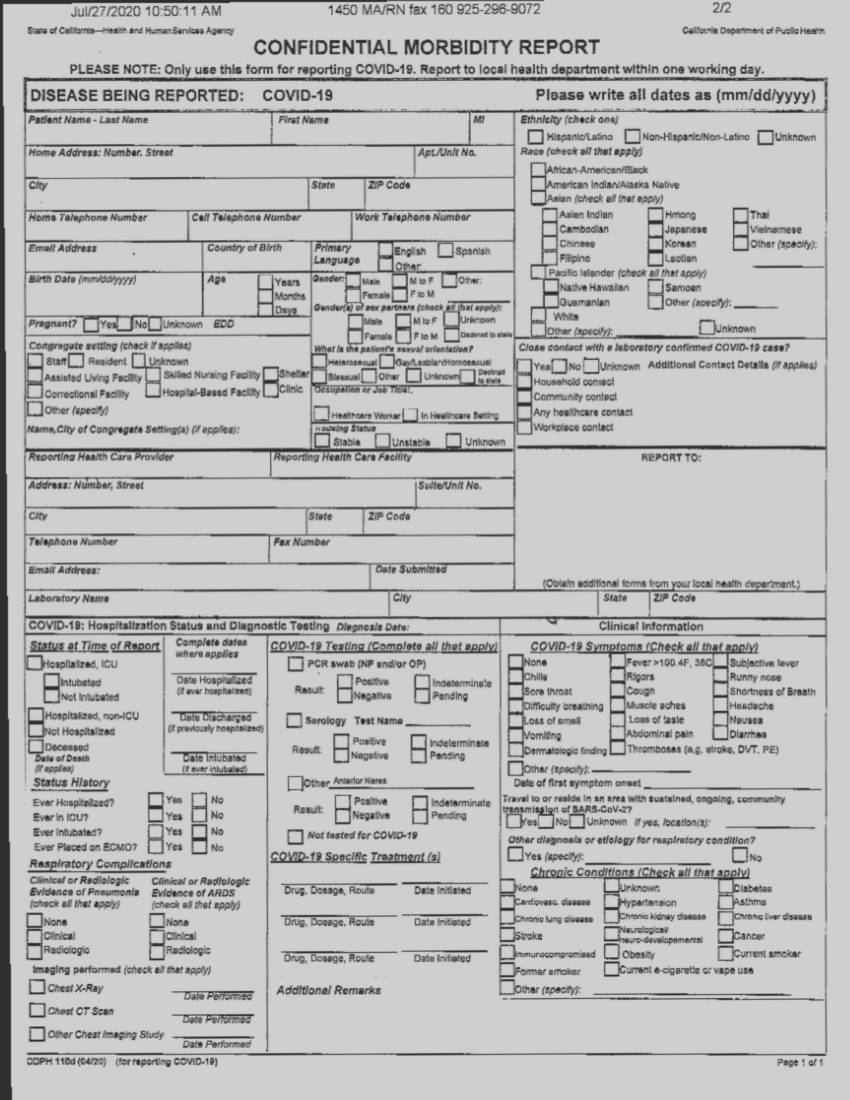 Jul/27/2020 10:50:11 AM 1450 MA/RN fax 160 925-296-9072 2/2
State of California—Health and Human Services Agency California Department of Public Health
CONFIDENTIAL MORBIDITY REPORT
PLEASE NOTE: Only use this form for reporting COVID-19. Report to local health department within one working day.
DISEASE BEING REPORTED: COVID-19 Please write all dates as (mm/dd/yyyy)
Patient Name - Last Name First Name MI
Home Address: Number. Street Apt./Unit No.
City State ZIP Code
Home Telephone Number Cell Telephone Number Work Telephone Number
Email Address Country of Birth Primary Language English Spanish
Other:
Birth Date (mm/dd/yyyy) Age Years
Months
Days
Gender: Male M to F Other:
Female F to M
Gender(s) of sex partners (check all that apply):
Male M to F Unknown
Female F to M Declined to state
Pregnant? Yes No Unknown EDD
Congregate setting (check if applies)
Staff Resident Unknown
Assisted Living Facility Skilled Nursing Facility Shelter
Correctional Facility Hospital-Based Facility Clinic
Other (specify)
Name, City of Congregate Setting(s) (if applies):
What is the patient's sexual orientation?
Heterosexual Gay/Lesbian/Homosexual
Bisexual Other Unknown Declined to state
Occupation or Job Title:
Healthcare Worker In Healthcare Setting
Housing Status
Stable Unstable Unknown
Ethnicity (check one)
Hispanic/Latino Non-Hispanic/Non-Latino Unknown
Race (check all that apply)
African-American/Black
American Indian/Alaska Native
Asian (check all that apply)
Asian Indian Hmong Thai
Cambodian Japanese Vietnamese
Chinese Korean Other (specify):
Filipino Laotian
Pacific Islander (check all that apply)
Native Hawaiian Samoan
Guamanian Other (specify):
White
Other (specify): Unknown
Close contact with a laboratory confirmed COVID-19 case?
Yes No Unknown Additional Contact Details (if applies)
Household contact
Community contact
Any healthcare contact
Workplace contact
Reporting Health Care Provider Reporting Health Care Facility
Address: Number, Street Suite/Unit No.
City State ZIP Code
Telephone Number Fax Number
Email Address: Date Submitted
REPORT TO:
(Obtain additional forms from your local health department.)
Laboratory Name City State ZIP Code
COVID-19: Hospitalization Status and Diagnostic Testing Diagnosis Date:
Status at Time of Report
Hospitalized, ICU
Intubated
Not Intubated
Hospitalized, non-ICU
Not Hospitalized
Deceased
Date of Death
(if applies)
Complete dates
where applies
Date Hospitalized
(if ever hospitalized)
Date Discharged
(if previously hospitalized)
Date Intubated
(if ever intubated)
Status History
Ever Hospitalized? Yes No
Ever in ICU? Yes No
Ever Intubated? Yes No
Ever Placed on ECMO? Yes No
Respiratory Complications
Clinical or Radiologic
Evidence of Pneumonia
(check all that apply)
None
Clinical
Radiologic
Clinical or Radiologic
Evidence of ARDS
(check all that apply)
None
Clinical
Radiologic
Imaging performed (check all that apply)
Chest X-Ray Date Performed
Chest CT Scan Date Performed
Other Chest Imaging Study Date Performed
COVID-19 Testing (Complete all that apply)
PCR swab (NP and/or OP)
Result: Positive Indeterminate
Negative Pending
Serology Test Name
Result: Positive Indeterminate
Negative Pending
Other Anterior Nares
Result: Positive Indeterminate
Negative Pending
Not tested for COVID-19
COVID-19 Specific Treatment (s)
Drug, Dosage, Route Date Initiated
Drug, Dosage, Route Date Initiated
Drug, Dosage, Route Date Initiated
Additional Remarks
Clinical Information
COVID-19 Symptoms (Check all that apply)
None Fever >100.4F, 38C Subjective fever
Chills Rigors Runny nose
Sore throat Cough Shortness of Breath
Difficulty breathing Muscle aches Headache
Loss of smell Loss of taste Nausea
Vomiting Abdominal pain Diarrhea
Dermatologic finding Thromboses (e.g, stroke, DVT, PE)
Other (specify):
Date of first symptom onset
Travel to or reside in an area with sustained, ongoing, community
transmission of SARS-CoV-2?
Yes No Unknown If yes, location(s):
Other diagnosis or etiology for respiratory condition?
Yes (specify): No
Chronic Conditions (Check all that apply)
None Unknown Diabetes
Cardiovasc. disease Hypertension Asthma
Chronic lung disease Chronic kidney disease Chronic liver disease
Stroke Neurological/ neuro-developemental Cancer
Immunocompromised Obesity Current smoker
Former smoker Current e-cigarette or vape use
Other (specify):
CDPH 110d (04/20) (for reporting COVID-19) Page 1 of 1